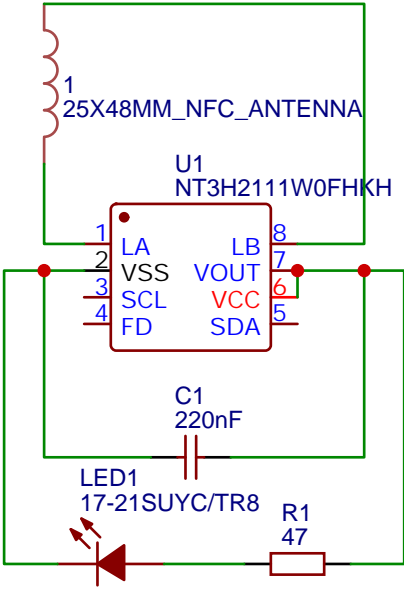 1
25X48MM_NFC_ANTENNA
U1
NT3H2111W0FHKH
1 LA LB 8
2 VSS VOUT 7
3 SCL VCC 6
4 FD SDA 5
C1
220nF
LED1
17-21SUYC/TR8
R1
47